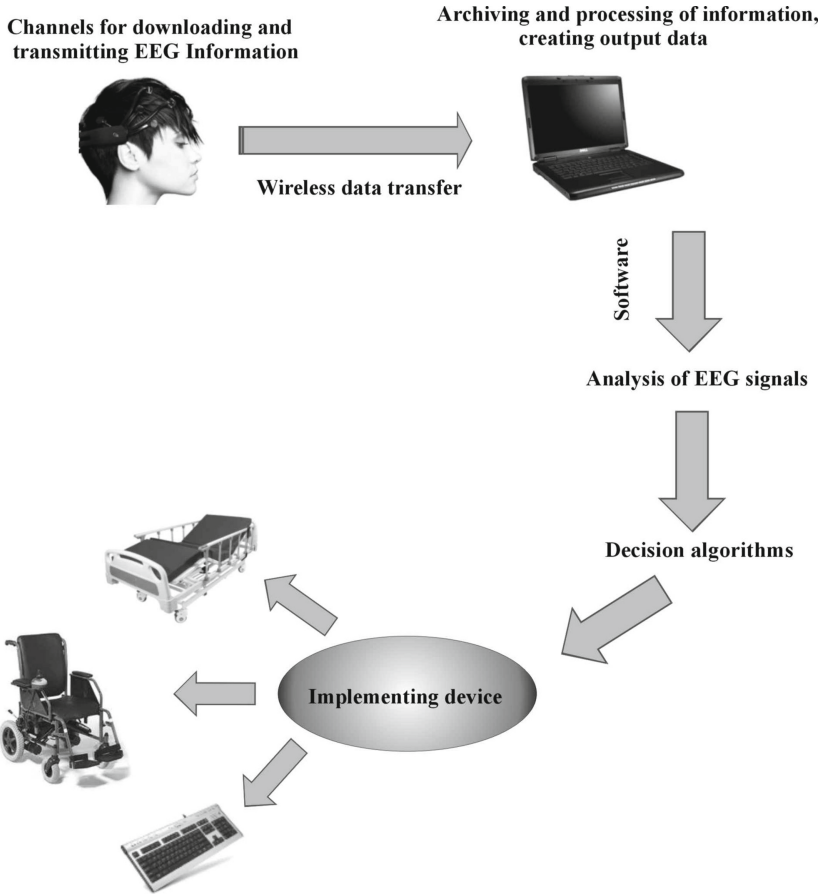 Channels for downloading and
transmitting EEG Information
Archiving and processing of information,
creating output data
Wireless data transfer
Software
Analysis of EEG signals
Decision algorithms
Implementing device